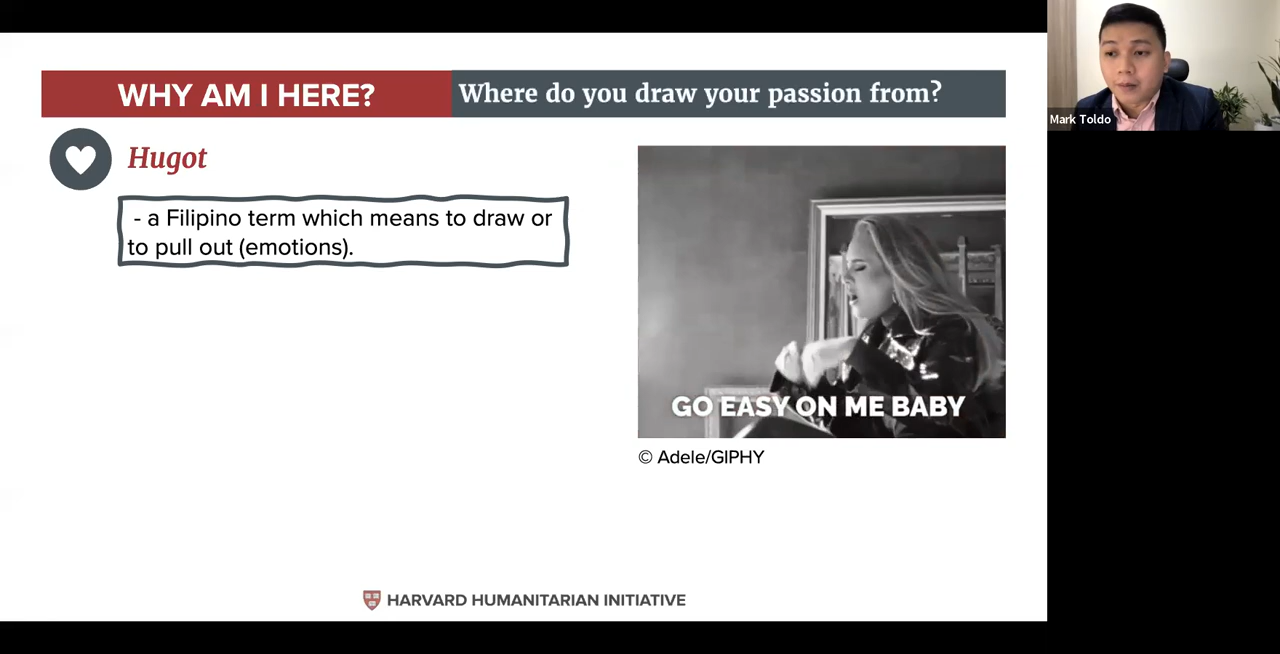 WHY AM I HERE?
Where do you draw your passion from?
Mark Toldo
Hugot
- a Filipino term which means to draw or
to pull out (emotions).
GO EASY ON ME BABY
© Adele/GIPHY
HARVARD HUMANITARIAN INITIATIVE